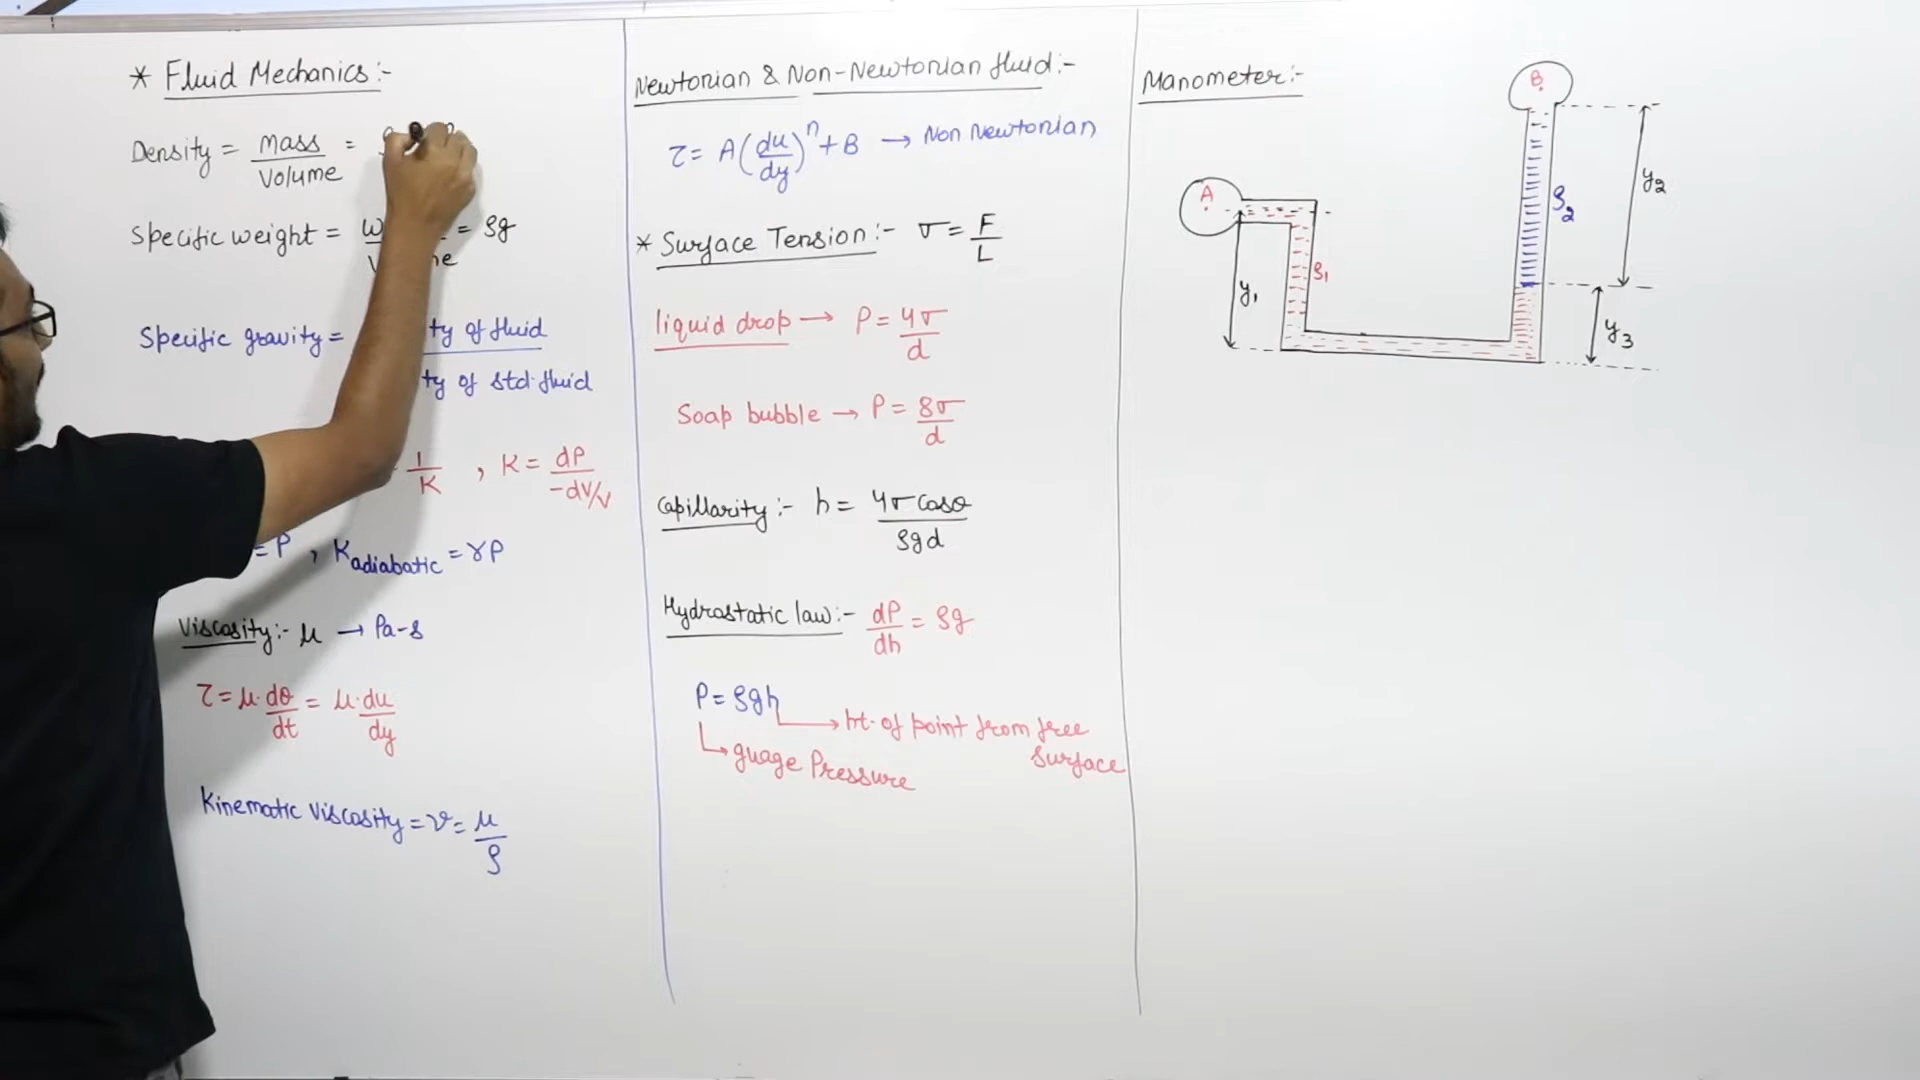 * Fluid Mechanics:-
Density = Mass/Volume =
Specific weight = = ρg
Specific gravity = of fluid / of std. fluid
1/K , K = dP/(-dV/V)
= P , K adiabatic = γP
Viscosity:- μ → Pa-s
τ = μ. dθ/dt = μ. du/dy
Kinematic Viscosity = ν = μ/ρ
Newtonian & Non-Newtonian fluid:-
τ = A(du/dy)^n + B → Non Newtonian
* Surface Tension:- σ = F/L
liquid drop → P = 4σ/d
Soap bubble → P = 8σ/d
Capillarity:- h = 4σ cosθ/ρgd
Hydrostatic law:- dP/dh = ρg
P = ρgh
→ ht. of point from free
Surface
→ guage Pressure
Manometer:-
B
A
y₂
ρ₂
ρ₁
y₁
y₃